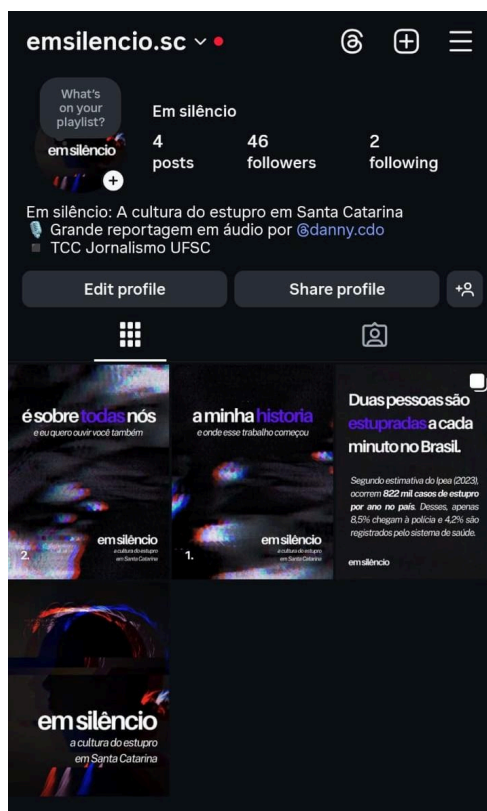 emsilencio.sc
What's
on your
playlist?
em silêncio
Em silêncio
4
posts
46
followers
2
following
Em silêncio: A cultura do estupro em Santa Catarina
Grande reportagem em áudio por @danny.cdo
TCC Jornalismo UFSC
Edit profile
Share profile
é sobre todas nós
e eu quero ouvir você também
2.
em silêncio
a cultura do estupro
em Santa Catarina
a minha historia
e onde esse trabalho começou
1.
em silêncio
a cultura do estupro
em Santa Catarina
Duas pessoas são
estupradas a cada
minuto no Brasil.
Segundo estimativa do Ipea (2023),
ocorrem 822 mil casos de estupro
por ano no país. Desses, apenas
8,5% chegam à polícia e 4,2% são
registrados pelo sistema de saúde.
em silêncio
em silêncio
a cultura do estupro
em Santa Catarina